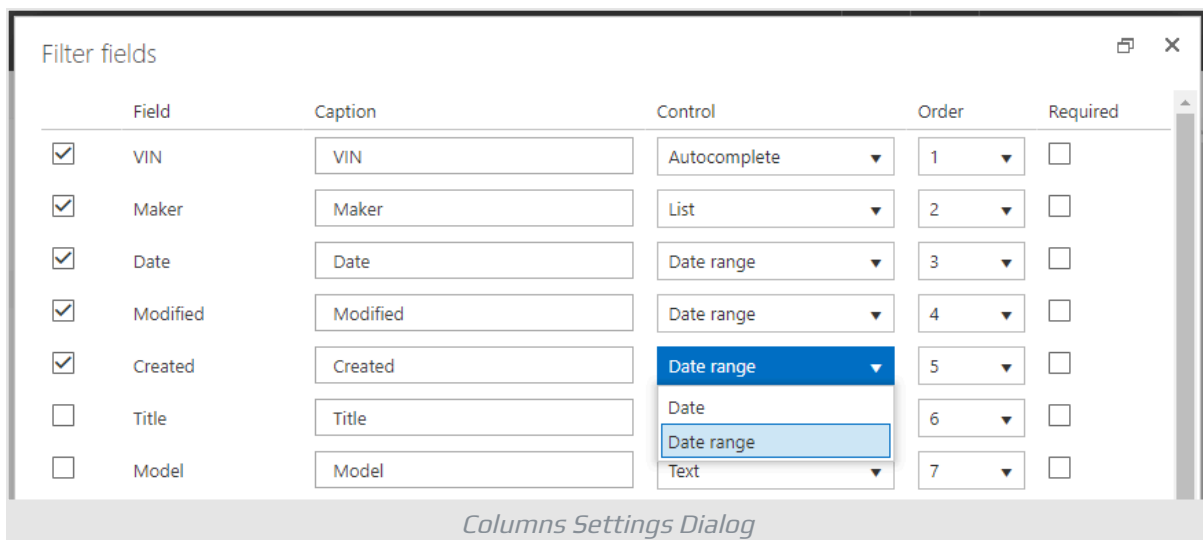 Filter fields
Field Caption Control Order Required
VIN VIN Autocomplete 1
Maker Maker List 2
Date Date Date range 3
Modified Modified Date range 4
Created Created Date range 5
Date
Title Title 6
Date range
Model Model Text 7
Columns Settings Dialog